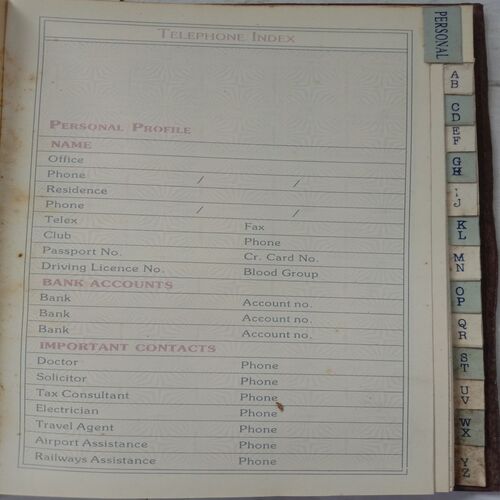 TELEPHONE INDEX
PERSONAL PROFILE
NAME
Office
Phone / /
Residence
Phone / /
Telex Fax
Club Phone
Passport No. Cr. Card No.
Driving Licence No. Blood Group
BANK ACCOUNTS
Bank Account no.
Bank Account no.
Bank Account no.
IMPORTANT CONTACTS
Doctor Phone
Solicitor Phone
Tax Consultant Phone
Electrician Phone
Travel Agent Phone
Airport Assistance Phone
Railways Assistance Phone
PERSONAL
AB
CD
EF
GH
IJ
KL
MN
OP
QR
ST
UV
WX
YZ